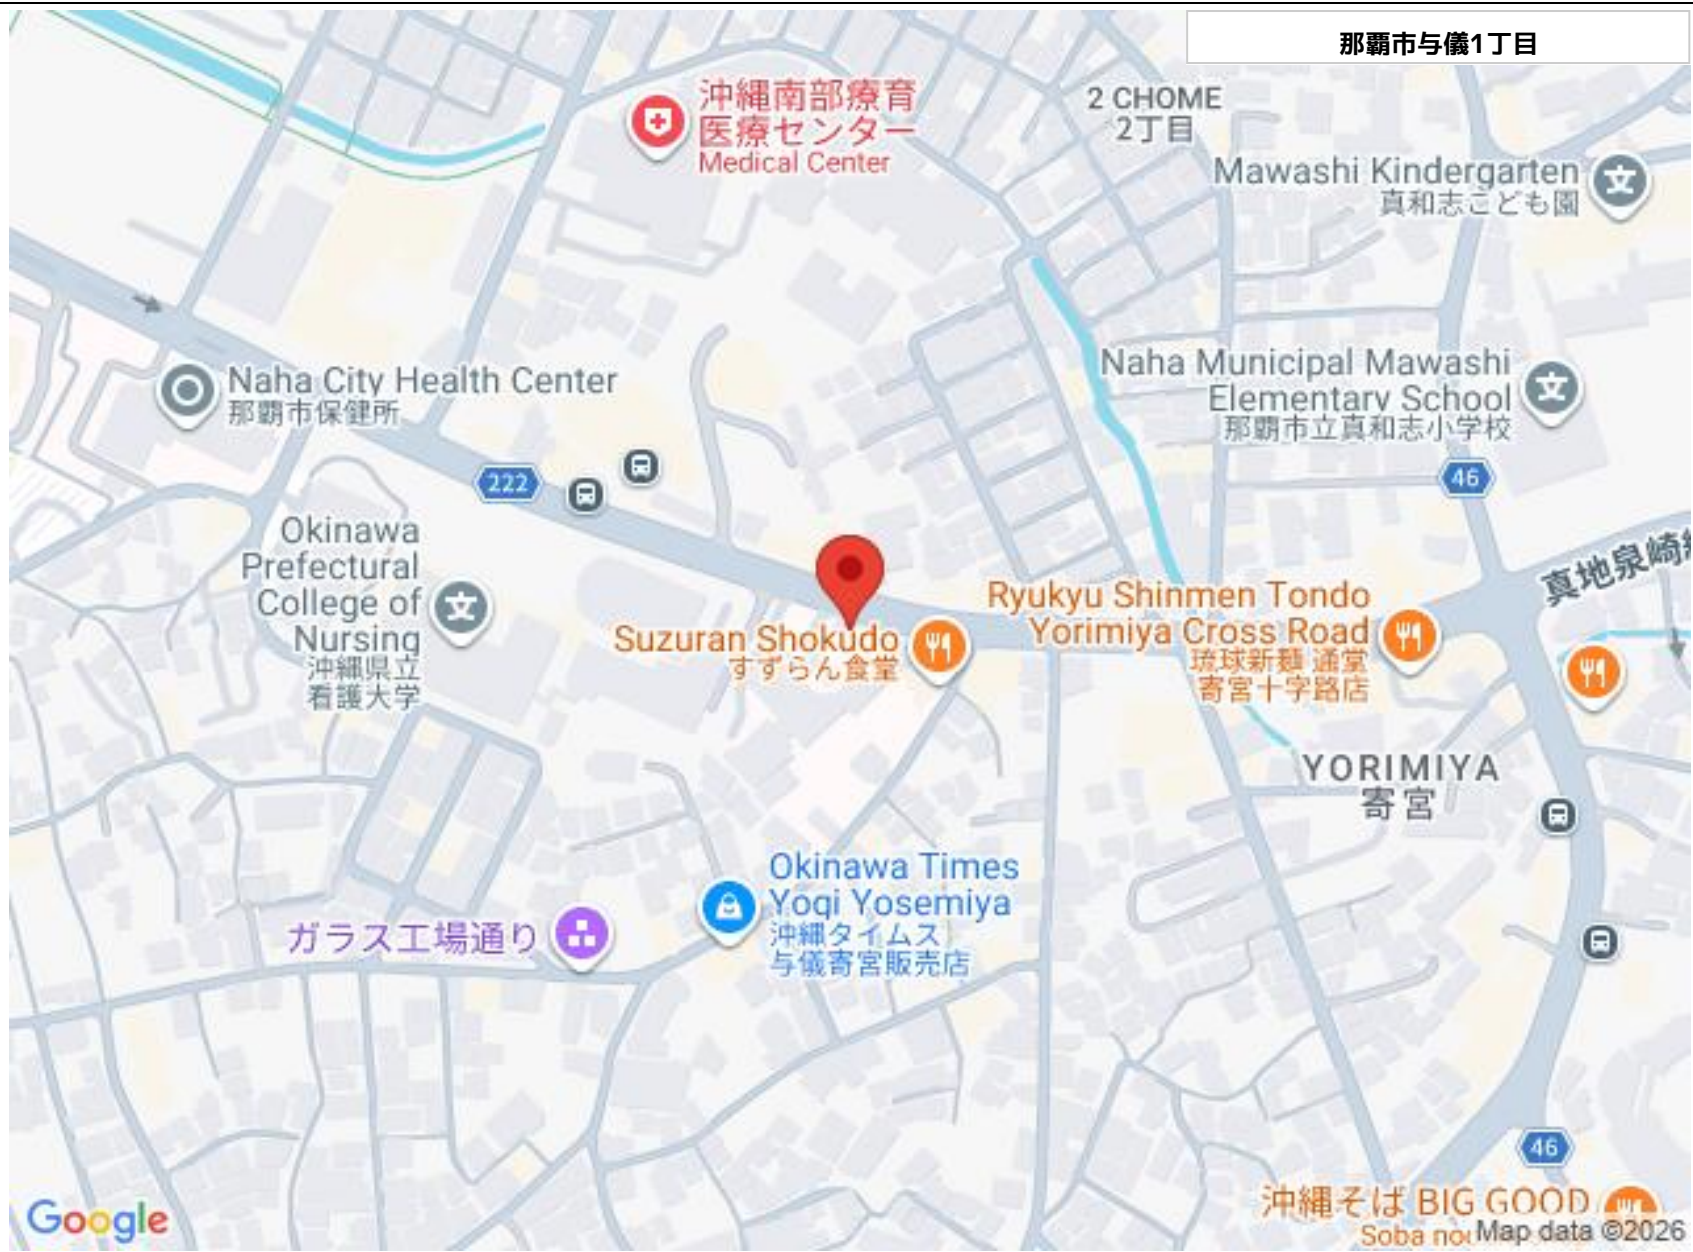 那覇市与儀1丁目
沖縄南部療育
医療センター
Medical Center
2 CHOME
2丁目
Mawashi Kindergarten
真和志こども園
Naha City Health Center
那覇市保健所
Naha Municipal Mawashi
Elementary School
那覇市立真和志小学校
222
46
Okinawa
Prefectural
College of
Nursing
沖縄県立
看護大学
真地泉崎
Suzuran Shokudo
すずらん食堂
Ryukyu Shinmen Tondo
Yorimiya Cross Road
琉球新麺 通堂
寄宮十字路店
YORIMIYA
寄宮
Okinawa Times
Yogi Yosemiya
沖縄タイムス
与儀寄宮販売店
ガラス工場通り
46
沖縄そば BIG GOOD
Soba no
Google
Map data ©2026